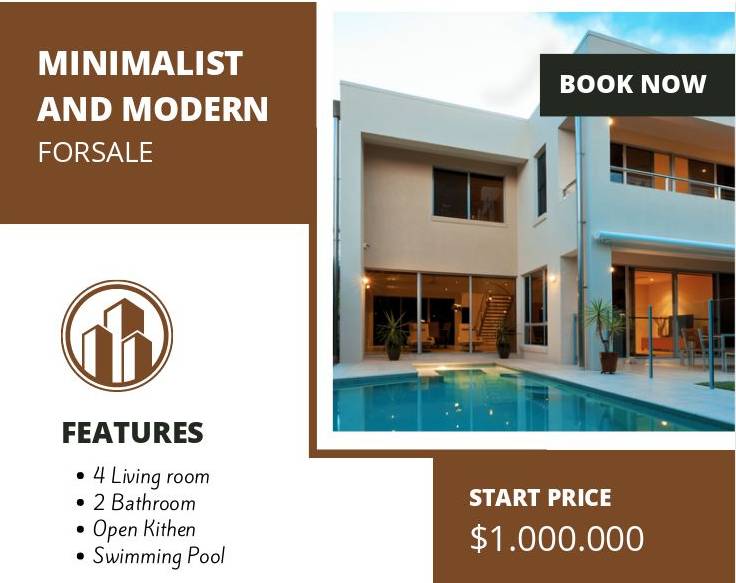 MINIMALIST
AND MODERN
FORSALE
BOOK NOW
FEATURES
• 4 Living room
• 2 Bathroom
• Open Kithen
• Swimming Pool
START PRICE
$1.000.000